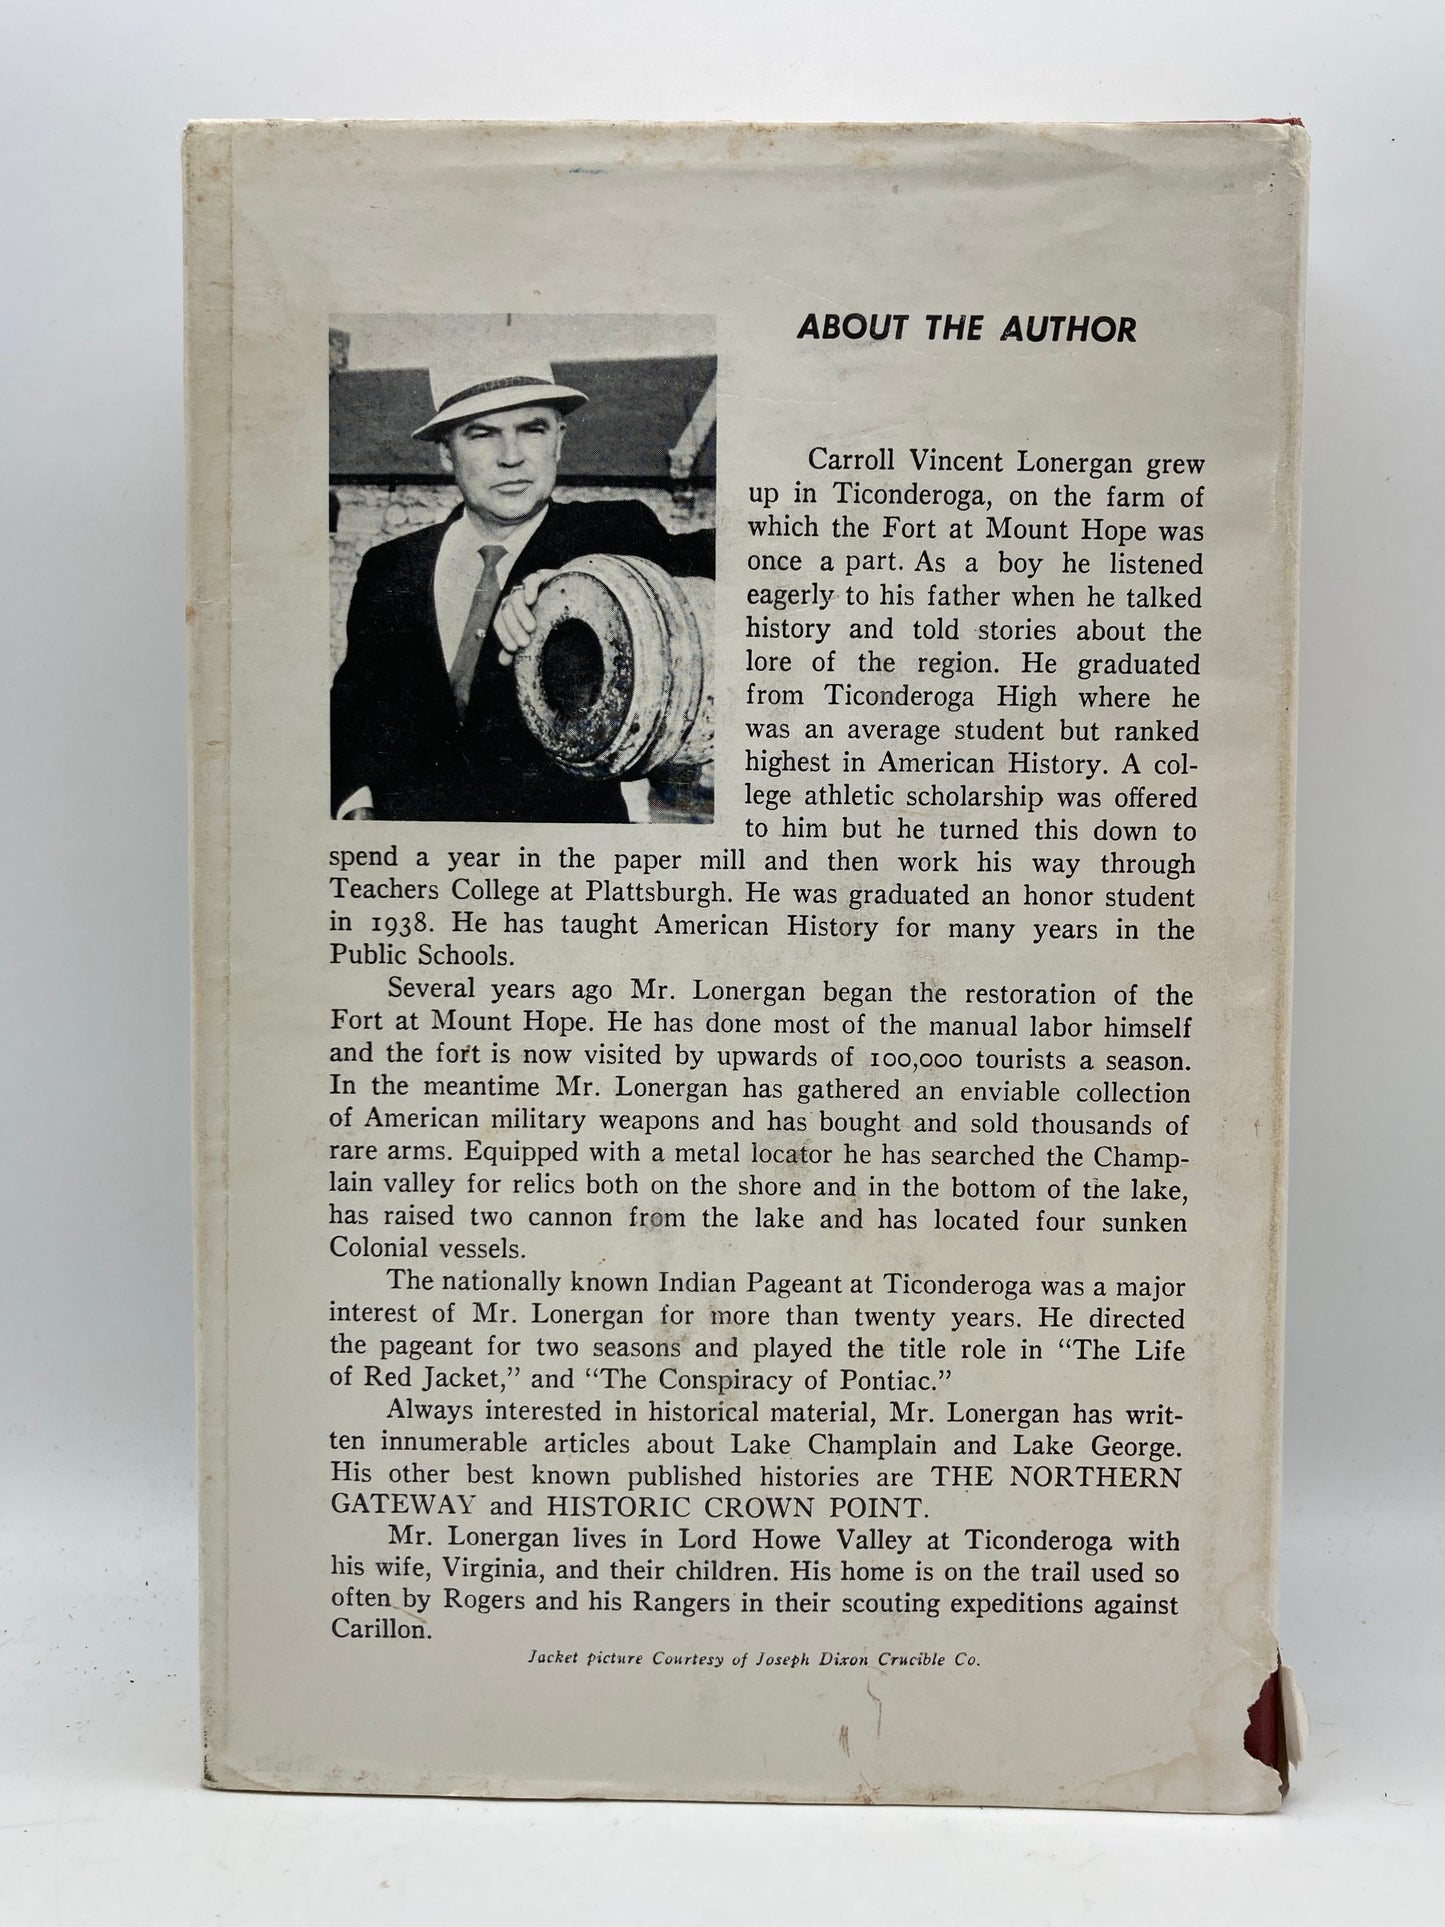 ABOUT THE AUTHOR
Carroll Vincent Lonergan grew
up in Ticonderoga, on the farm of
which the Fort at Mount Hope was
once a part. As a boy he listened
eagerly to his father when he talked
history and told stories about the
lore of the region. He graduated
from Ticonderoga High where he
was an average student but ranked
highest in American History. A col-
lege athletic scholarship was offered
to him but he turned this down to
spend a year in the paper mill and then work his way through
Teachers College at Plattsburgh. He was graduated an honor student
in 1938. He has taught American History for many years in the
Public Schools.
Several years ago Mr. Lonergan began the restoration of the
Fort at Mount Hope. He has done most of the manual labor himself
and the fort is now visited by upwards of 100,000 tourists a season.
In the meantime Mr. Lonergan has gathered an enviable collection
of American military weapons and has bought and sold thousands of
rare arms. Equipped with a metal locator he has searched the Champ-
lain valley for relics both on the shore and in the bottom of the lake,
has raised two cannon from the lake and has located four sunken
Colonial vessels.
The nationally known Indian Pageant at Ticonderoga was a major
interest of Mr. Lonergan for more than twenty years. He directed
the pageant for two seasons and played the title role in “The Life
of Red Jacket,” and “The Conspiracy of Pontiac.”
Always interested in historical material, Mr. Lonergan has writ-
ten innumerable articles about Lake Champlain and Lake George.
His other best known published histories are THE NORTHERN
GATEWAY and HISTORIC CROWN POINT.
Mr. Lonergan lives in Lord Howe Valley at Ticonderoga with
his wife, Virginia, and their children. His home is on the trail used so
often by Rogers and his Rangers in their scouting expeditions against
Carillon.
Jacket picture Courtesy of Joseph Dixon Crucible Co.